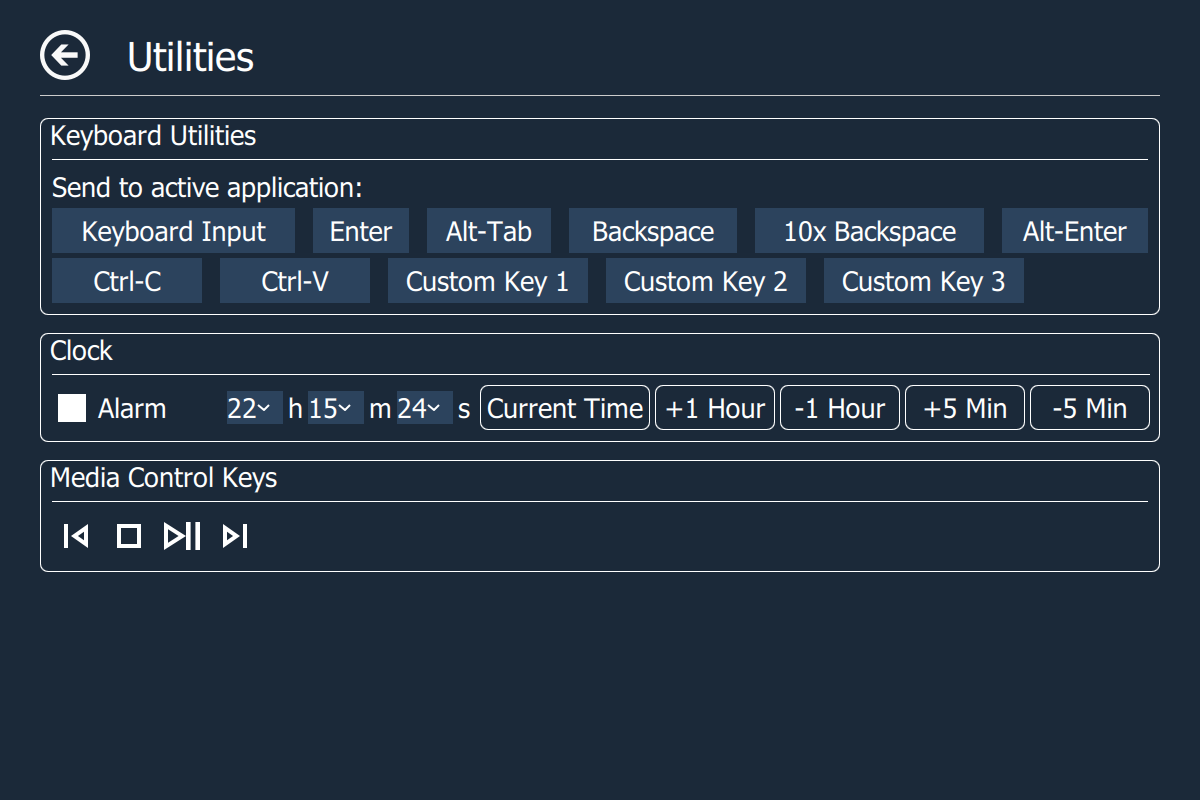 Utilities
Keyboard Utilities
Send to active application:
Keyboard Input Enter Alt-Tab Backspace 10x Backspace Alt-Enter
Ctrl-C Ctrl-V Custom Key 1 Custom Key 2 Custom Key 3
Clock
Alarm 22 h 15 m 24 s Current Time +1 Hour -1 Hour +5 Min -5 Min
Media Control Keys